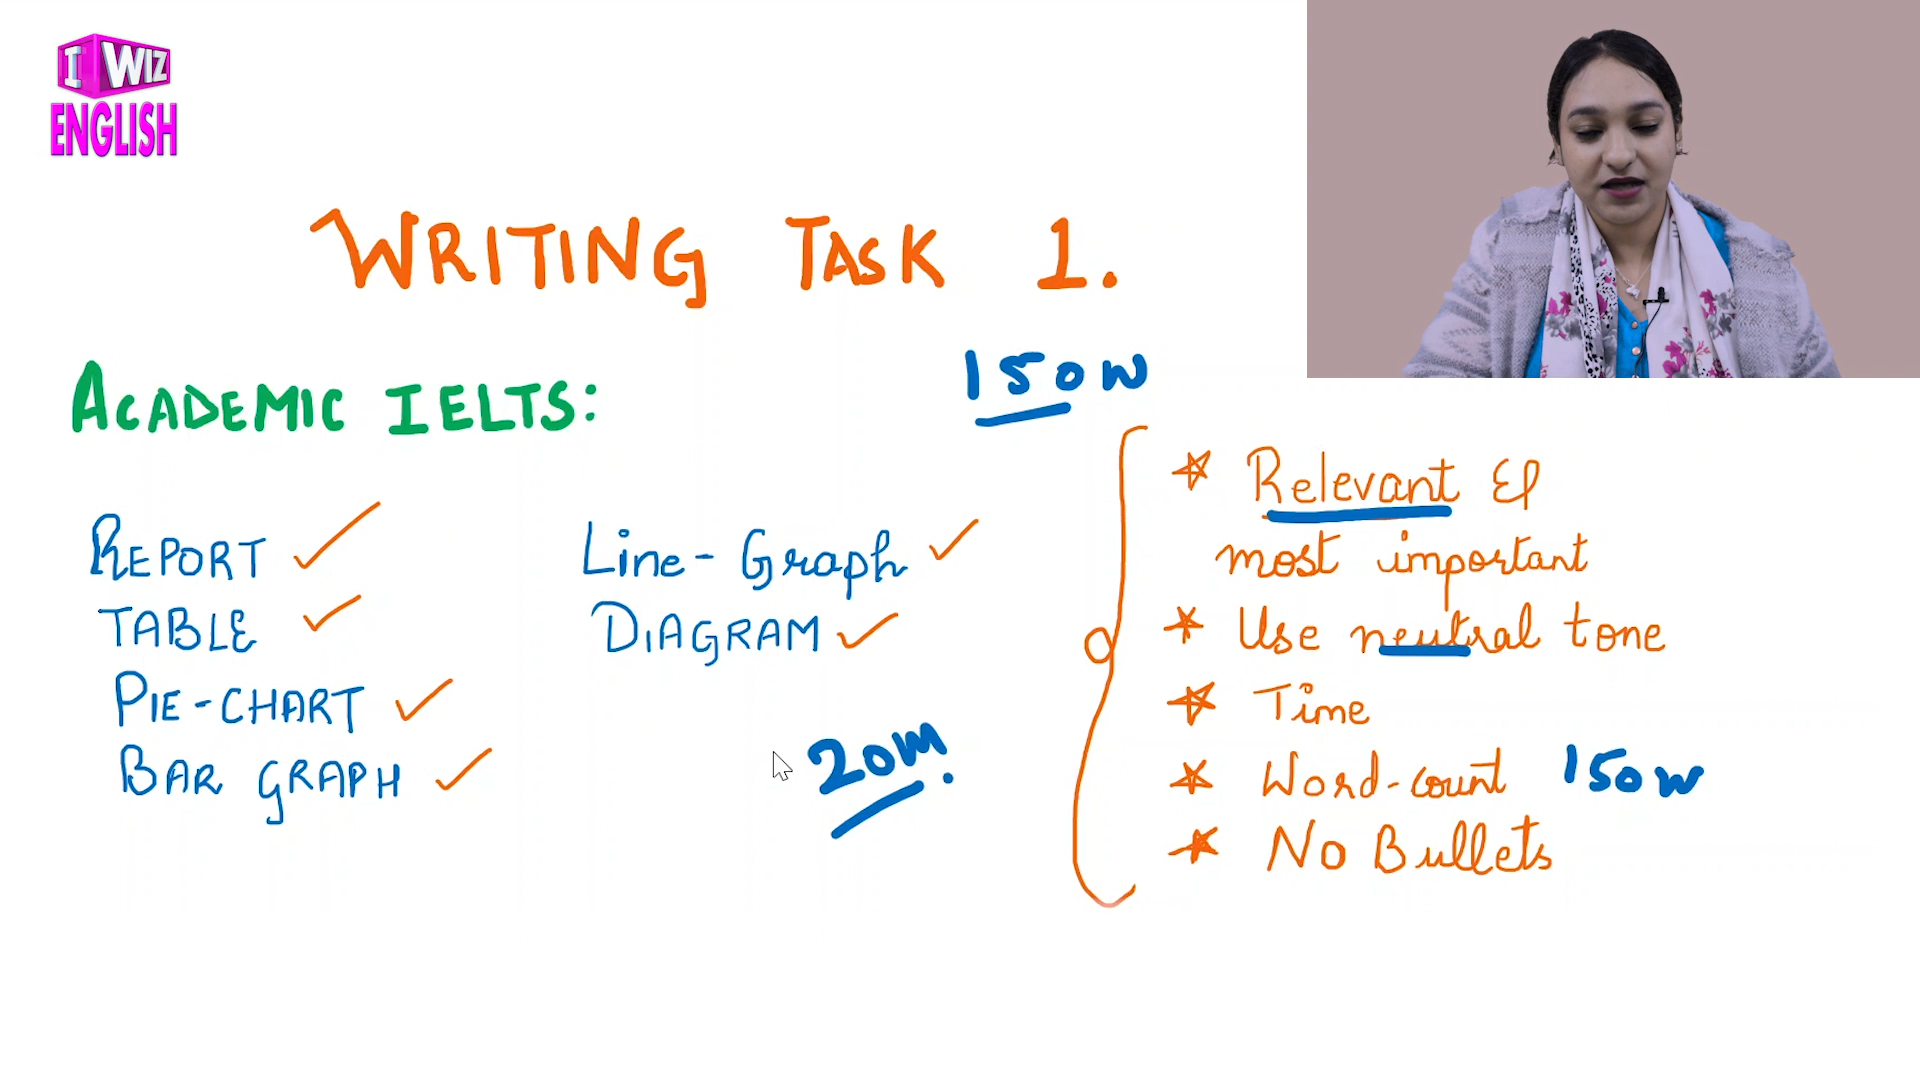 I WIZ
ENGLISH
WRITING TASK 1.
150W
ACADEMIC IELTS:
REPORT
TABLE
PIE-CHART
BAR GRAPH
Line-Graph
DIAGRAM
20m.
Relevant &
most important
Use neutral tone
Time
Word-count 150w
No Bullets